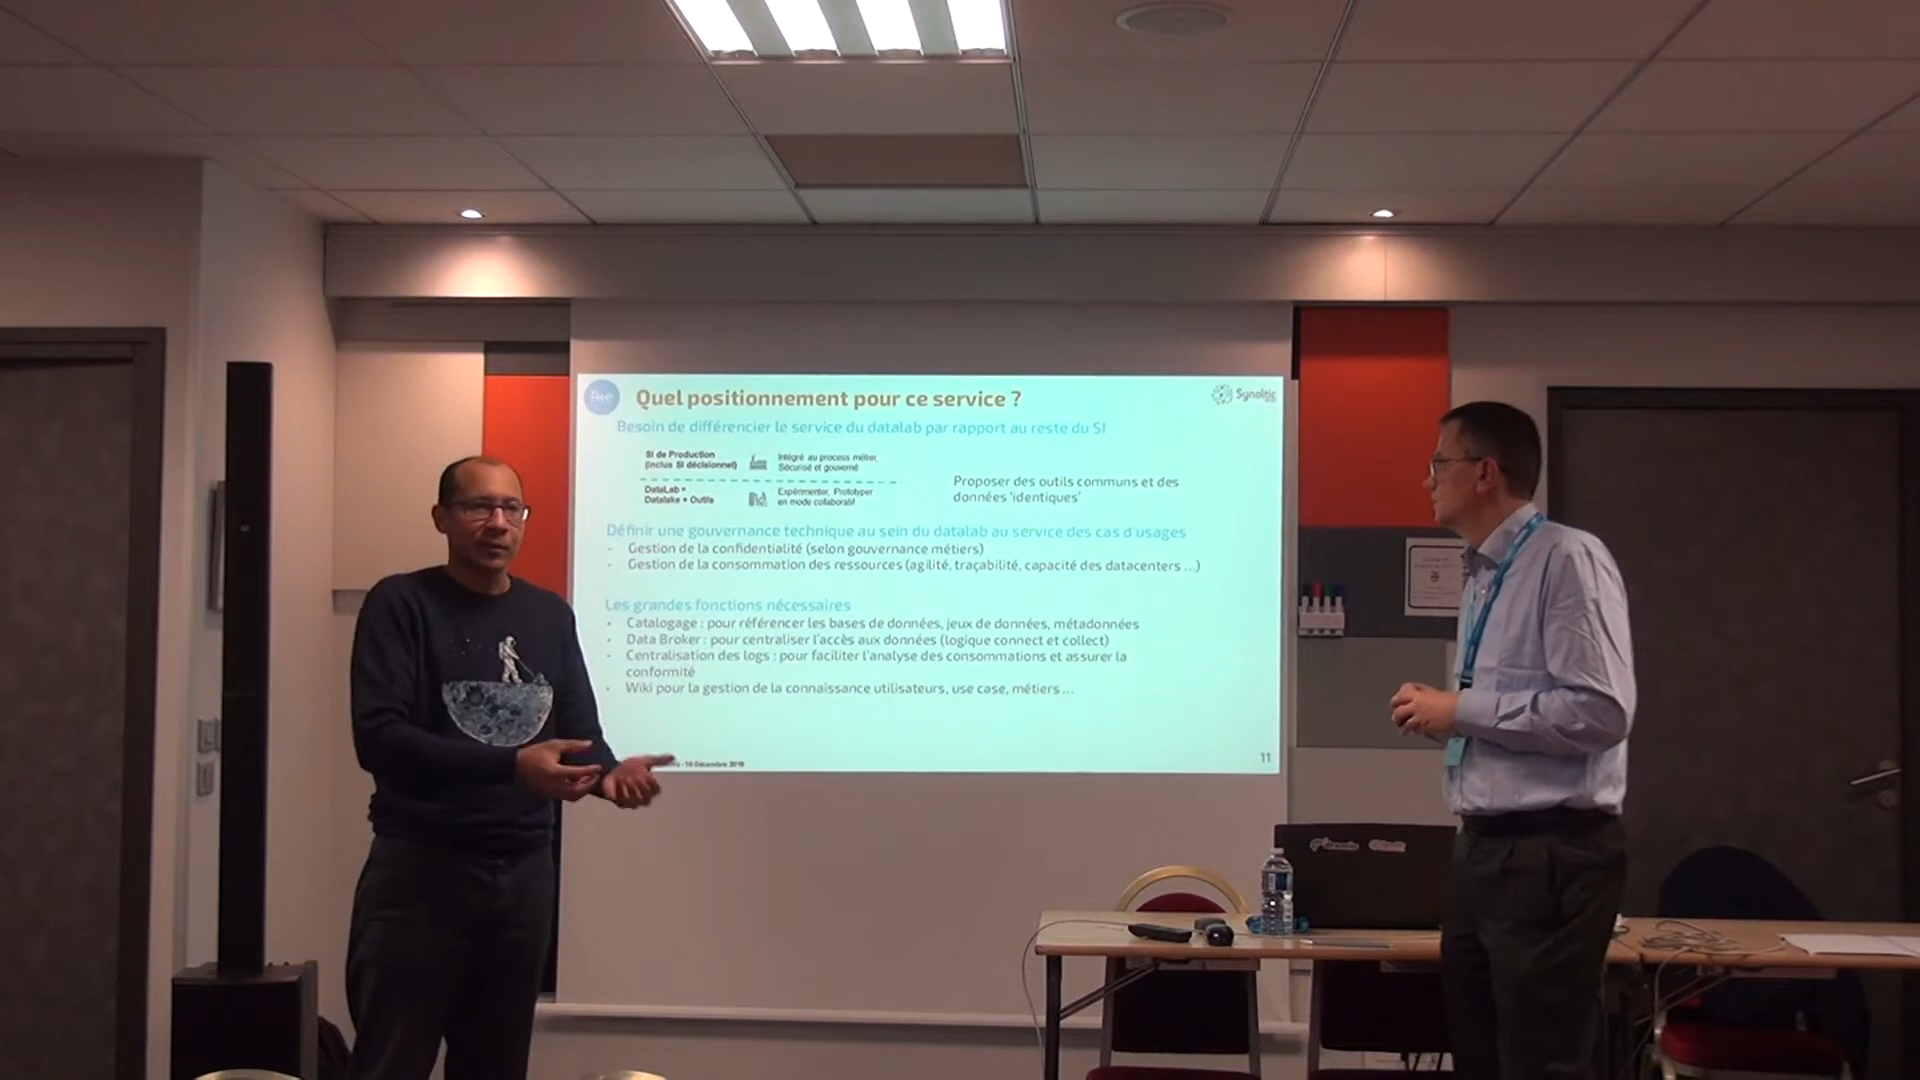 Quel positionnement pour ce service ?
Synaltic
Besoin de différencier le service du datalab par rapport au reste du SI
SI de Production
(inclus SI décisionnel)
Intégré au process métier,
Sécurisé et gouverné
DataLab =
Datalake + Outils
Expérimenter, Prototyper
en mode collaboratif
Proposer des outils communs et des
données 'identiques'
Définir une gouvernance technique au sein du datalab au service des cas d'usages
- Gestion de la confidentialité (selon gouvernance métiers)
- Gestion de la consommation des ressources (agilité, traçabilité, capacité des datacenters ...)
Les grandes fonctions nécessaires
• Catalogage : pour référencer les bases de données, jeux de données, métadonnées
• Data Broker : pour centraliser l'accès aux données (logique connect et collect)
• Centralisation des logs : pour faciliter l'analyse des consommations et assurer la
conformité
• Wiki pour la gestion de la connaissance utilisateurs, use case, métiers ...
Décembre 2019
11